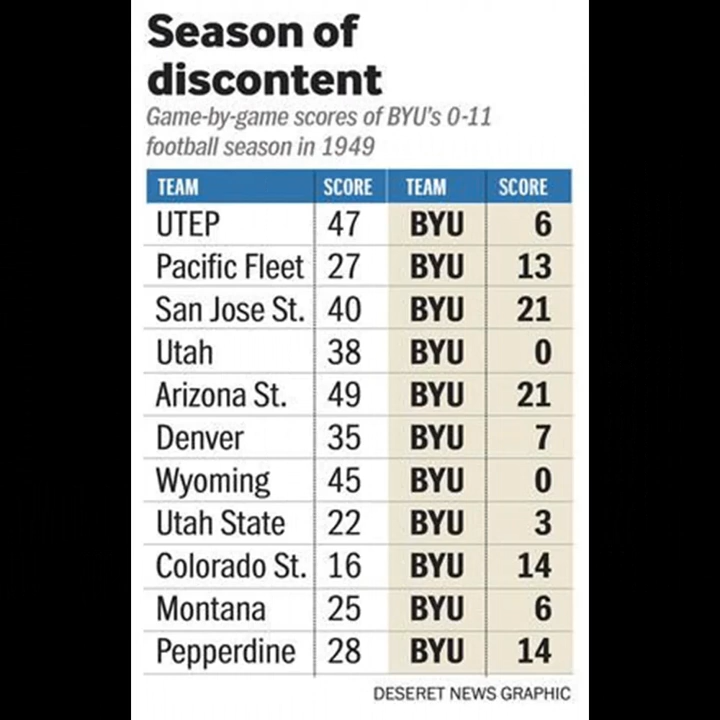 Season of
discontent
Game-by-game scores of BYU's 0-11
football season in 1949
TEAM SCORE TEAM SCORE
UTEP 47 BYU 6
Pacific Fleet 27 BYU 13
San Jose St. 40 BYU 21
Utah 38 BYU 0
Arizona St. 49 BYU 21
Denver 35 BYU 7
Wyoming 45 BYU 0
Utah State 22 BYU 3
Colorado St. 16 BYU 14
Montana 25 BYU 6
Pepperdine 28 BYU 14
DESERET NEWS GRAPHIC